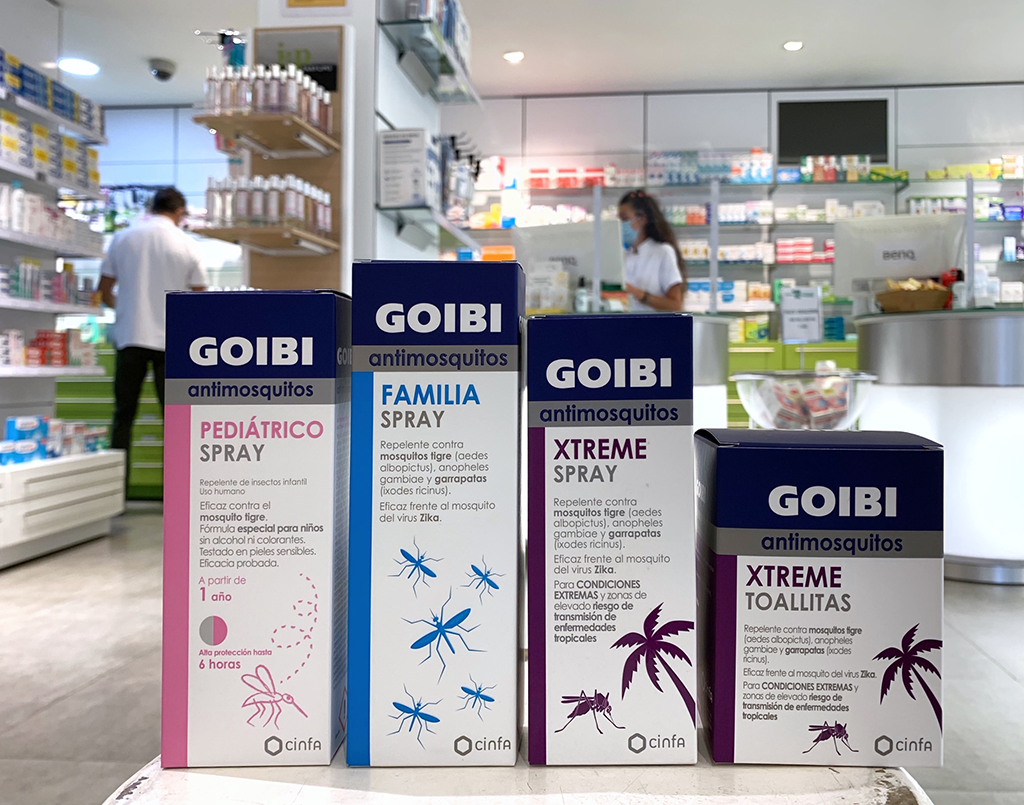 GOIBI
antimosquitos
PEDIÁTRICO
SPRAY
Repelente de insectos infantil
Uso humano
Eficaz contra el
mosquito tigre.
Fórmula especial para niños
sin alcohol ni colorantes.
Testado en pieles sensibles.
Eficacia probada.
A partir de
1 año
Alta protección hasta
6 horas
cinfa
GOIBI
antimosquitos
FAMILIA
SPRAY
Repelente contra
mosquitos tigre (aedes
albopictus), anopheles
gambiae y garrapatas
(ixodes ricinus).
Eficaz frente al mosquito
del virus Zika.
cinfa
GOIBI
antimosquitos
XTREME
SPRAY
Repelente contra
mosquitos tigre (aedes
albopictus), anopheles
gambiae y garrapatas
(ixodes ricinus).
Eficaz frente al mosquito
del virus Zika.
Para CONDICIONES
EXTREMAS y zonas de
elevado riesgo de
transmisión de
enfermedades
tropicales
cinfa
GOIBI
antimosquitos
XTREME
TOALLITAS
Repelente contra mosquitos tigre
(aedes albopictus), anopheles
gambiae y garrapatas (ixodes
ricinus).
Eficaz frente al mosquito del virus Zika.
Para CONDICIONES EXTREMAS y
zonas de elevado riesgo de
transmisión de enfermedades
tropicales
cinfa
BenQ